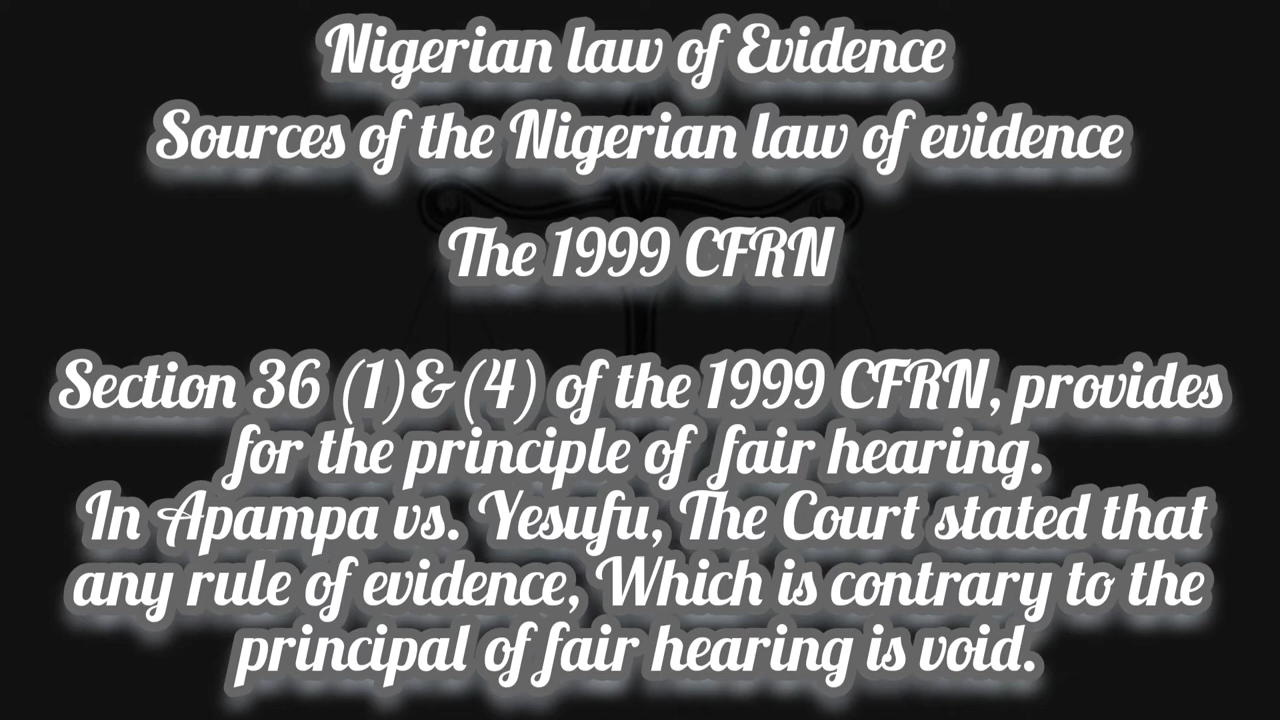 Nigerian law of Evidence
Sources of the Nigerian law of evidence
The 1999 CFRN
Section 36 (1)& (4) of the 1999 CFRN, provides
for the principle of fair hearing.
In Apampa vs. Yesufu, The Court stated that
any rule of evidence, Which is contrary to the
principal of fair hearing is void.